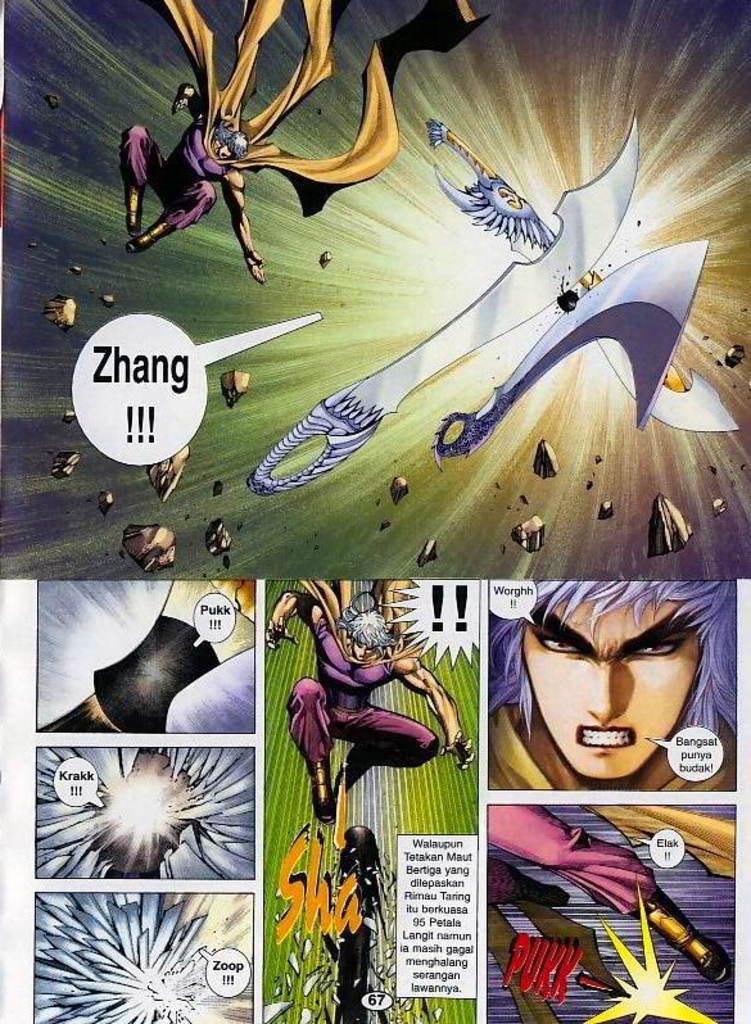 Zhang
!!!
Pukk
!!!
Krakk
!!!
Zoop
!!!
!!
Sha
Walaupun
Tetakan Maut
Bertiga yang
dilepaskan
Rimau Taring
itu berkuasa
95 Petala
Langit namun
ia masih gagal
menghalang
serangan
lawannya.
67
Worghh
!!
Bangsat
punya
budak!
Elak
!!
PUKK